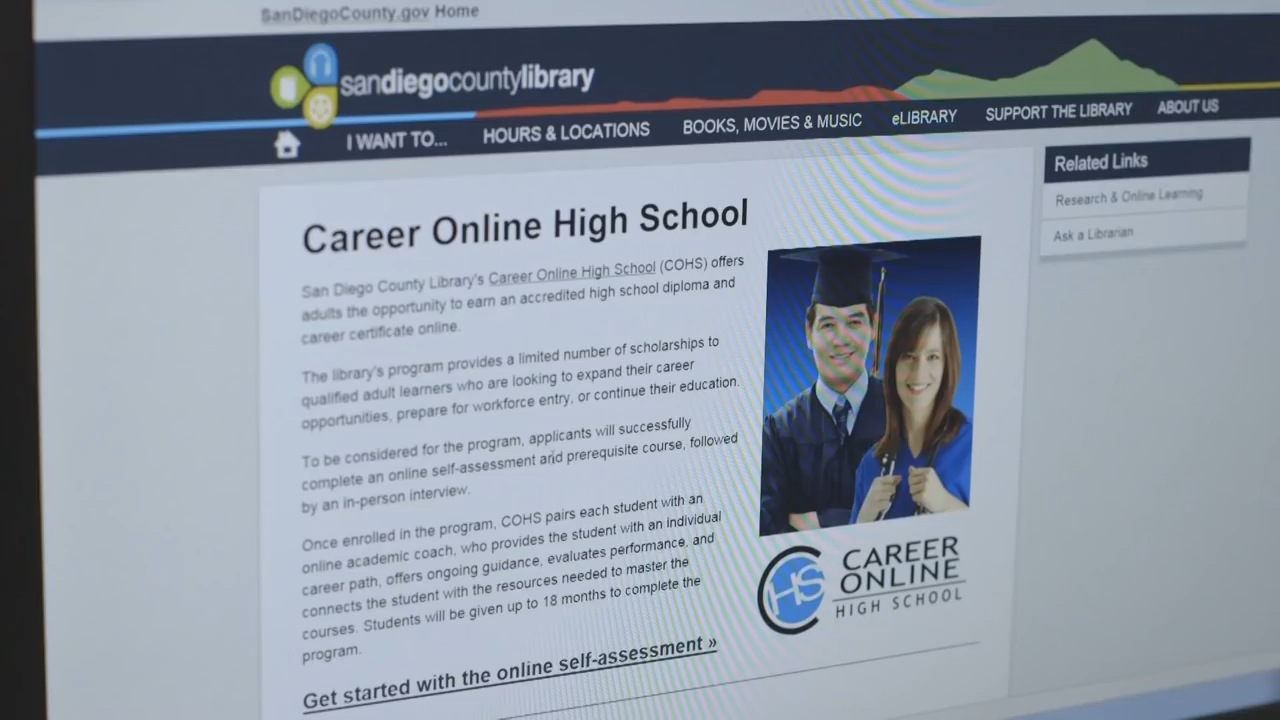 SanDiegoCounty.gov Home
sandiegocountylibrary
I WANT TO... HOURS & LOCATIONS BOOKS, MOVIES & MUSIC eLIBRARY SUPPORT THE LIBRARY ABOUT US
Career Online High School
San Diego County Library's Career Online High School (COHS) offers
adults the opportunity to earn an accredited high school diploma and
career certificate online.
The library's program provides a limited number of scholarships to
qualified adult learners who are looking to expand their career
opportunities, prepare for workforce entry, or continue their education.
To be considered for the program, applicants will successfully
complete an online self-assessment and prerequisite course, followed
by an in-person interview.
Once enrolled in the program, COHS pairs each student with an
online academic coach, who provides the student with an individual
career path, offers ongoing guidance, evaluates performance, and
connects the student with the resources needed to master the
courses. Students will be given up to 18 months to complete the
program.
Get started with the online self-assessment »
CHS
CAREER
ONLINE
HIGH SCHOOL
Related Links
Research & Online Learning
Ask a Librarian